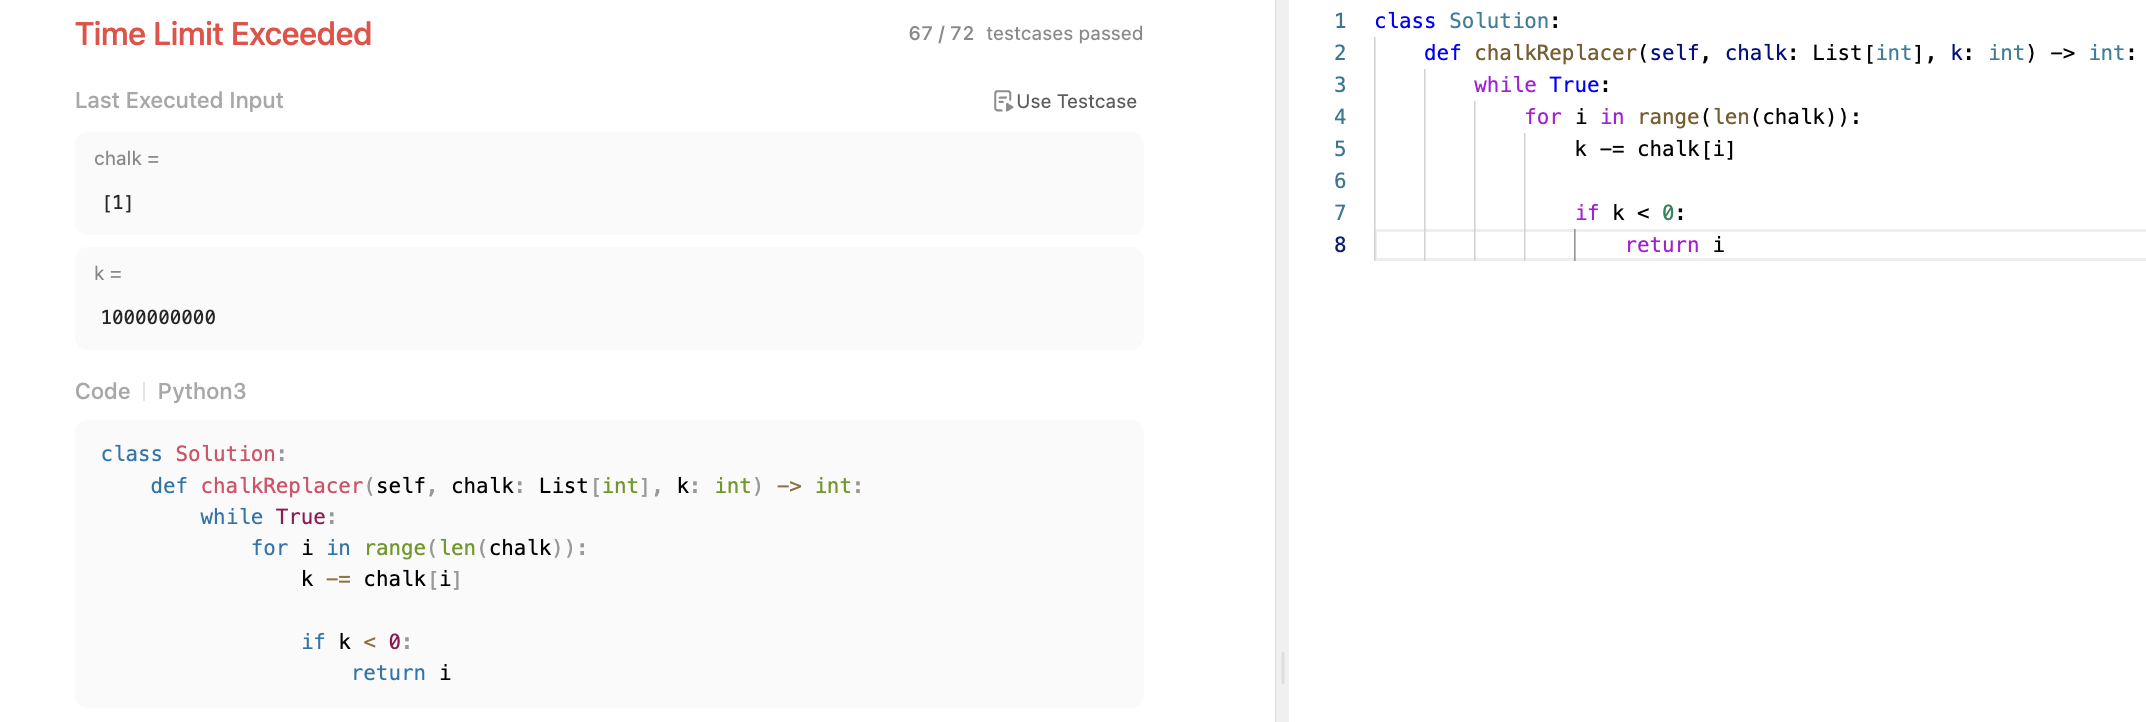 Time Limit Exceeded
67 / 72 testcases passed
Last Executed Input
Use Testcase
chalk =
[1]
k =
1000000000
Code | Python3
class Solution:
    def chalkReplacer(self, chalk: List[int], k: int) -> int:
        while True:
            for i in range(len(chalk)):
                k -= chalk[i]

                if k < 0:
                    return i
1 class Solution:
2     def chalkReplacer(self, chalk: List[int], k: int) -> int:
3         while True:
4             for i in range(len(chalk)):
5                 k -= chalk[i]
6
7                 if k < 0:
8                     return i